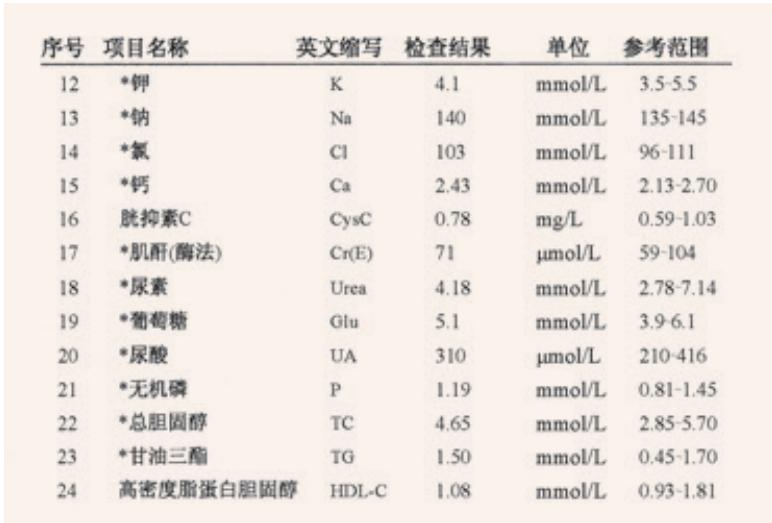 序号 项目名称 英文缩写 检查结果 单位 参考范围
12 *钾 K 4.1 mmol/L 3.5-5.5
13 *钠 Na 140 mmol/L 135-145
14 *氯 Cl 103 mmol/L 96-111
15 *钙 Ca 2.43 mmol/L 2.13-2.70
16 胱抑素C CysC 0.78 mg/L 0.59-1.03
17 *肌酐(酶法) Cr(E) 71 μmol/L 59-104
18 *尿素 Urea 4.18 mmol/L 2.78-7.14
19 *葡萄糖 Glu 5.1 mmol/L 3.9-6.1
20 *尿酸 UA 310 μmol/L 210-416
21 *无机磷 P 1.19 mmol/L 0.81-1.45
22 *总胆固醇 TC 4.65 mmol/L 2.85-5.70
23 *甘油三酯 TG 1.50 mmol/L 0.45-1.70
24 高密度脂蛋白胆固醇 HDL-C 1.08 mmol/L 0.93-1.81